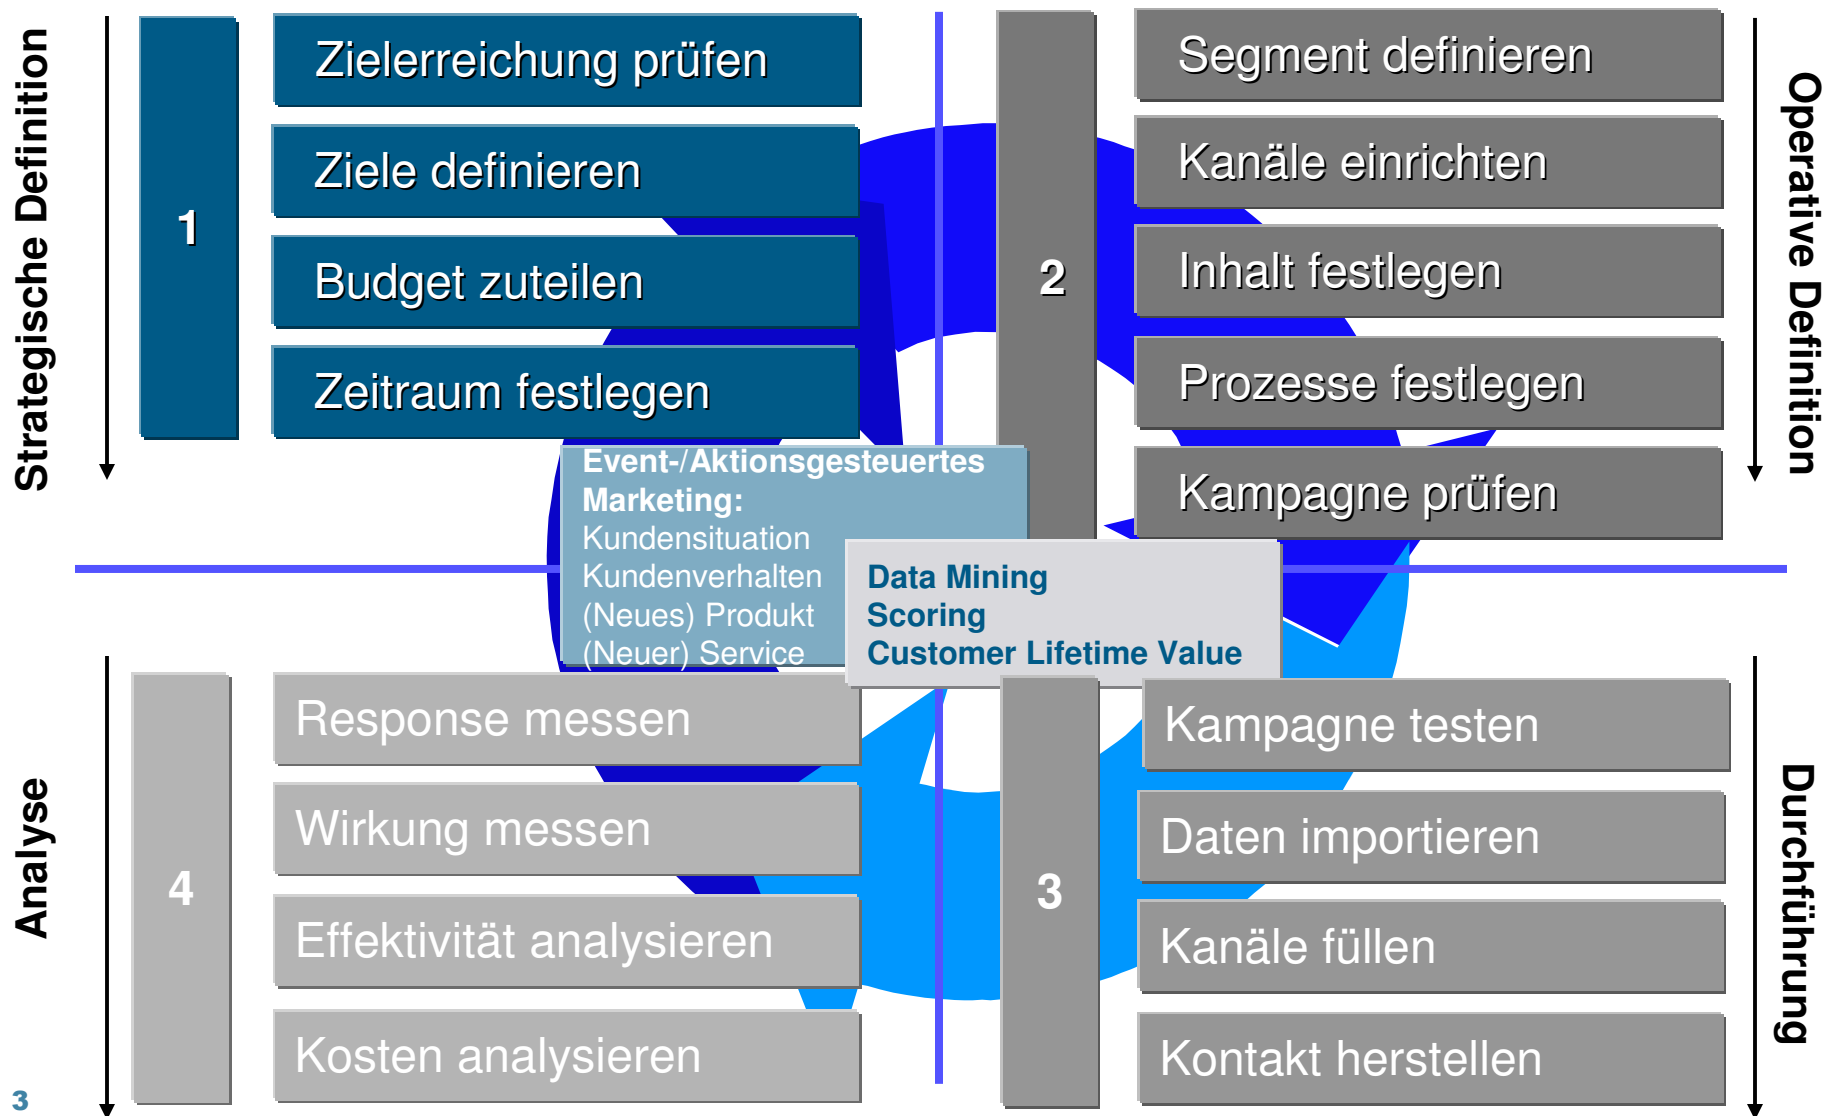 Strategische Definition
1
Zielerreichung prüfen
Ziele definieren
Budget zuteilen
Zeitraum festlegen
2
Segment definieren
Kanäle einrichten
Inhalt festlegen
Prozesse festlegen
Kampagne prüfen
Operative Definition
Event-/Aktionsgesteuertes
Marketing:
Kundensituation
Kundenverhalten
(Neues) Produkt
(Neuer) Service
Data Mining
Scoring
Customer Lifetime Value
Analyse
4
Response messen
Wirkung messen
Effektivität analysieren
Kosten analysieren
3
Kampagne testen
Daten importieren
Kanäle füllen
Kontakt herstellen
Durchführung
3